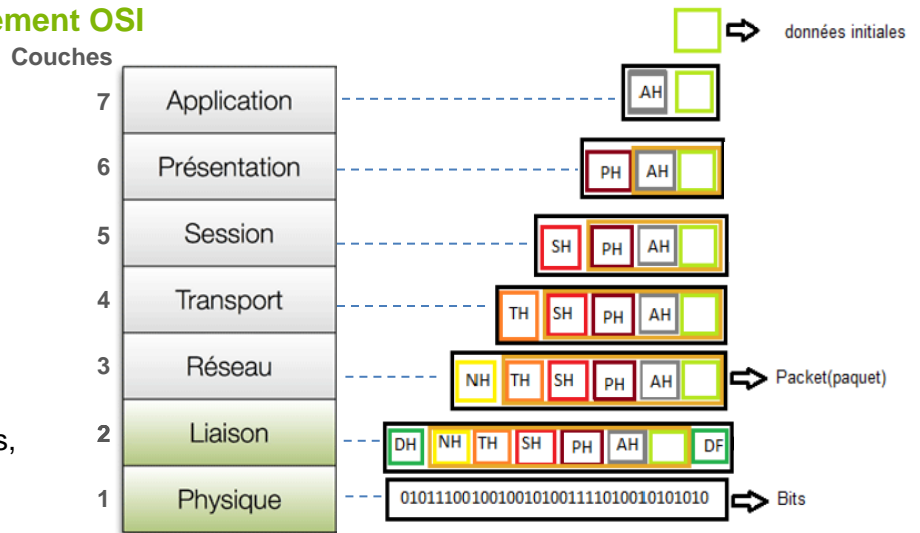 ement OSI
données initiales
Couches
7 Application AH
6 Présentation PH AH
5 Session SH PH AH
4 Transport TH SH PH AH
3 Réseau NH TH SH PH AH Packet(paquet)
s, 2 Liaison DH NH TH SH PH AH DF
1 Physique 0101110010010010100111101001010101010 Bits